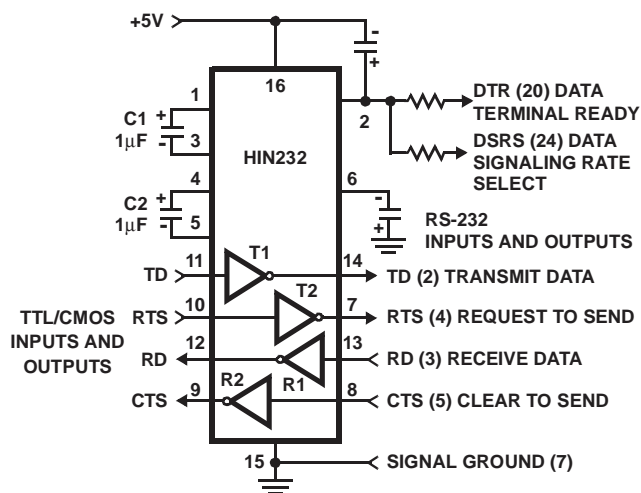 +5V
-
+
16
1
C1
+
1μF
-
3
HIN232
2
DTR (20) DATA
TERMINAL READY
DSRS (24) DATA
SIGNALING RATE
SELECT
4
C2
+
1μF
-
5
6
-
+
RS-232
INPUTS AND OUTPUTS
TD
11
T1
14
TD (2) TRANSMIT DATA
TTL/CMOS
INPUTS AND
OUTPUTS
RTS
10
T2
7
RTS (4) REQUEST TO SEND
RD
12
R1
13
RD (3) RECEIVE DATA
CTS
9
R2
8
CTS (5) CLEAR TO SEND
15
SIGNAL GROUND (7)